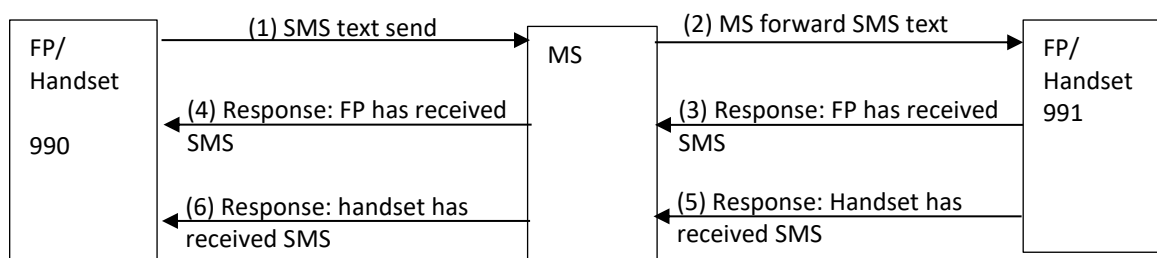 FP/
Handset
990
(1) SMS text send
MS
(2) MS forward SMS text
FP/
Handset
991
(4) Response: FP has received
SMS
(3) Response: FP has received
SMS
(6) Response: handset has
received SMS
(5) Response: Handset has
received SMS